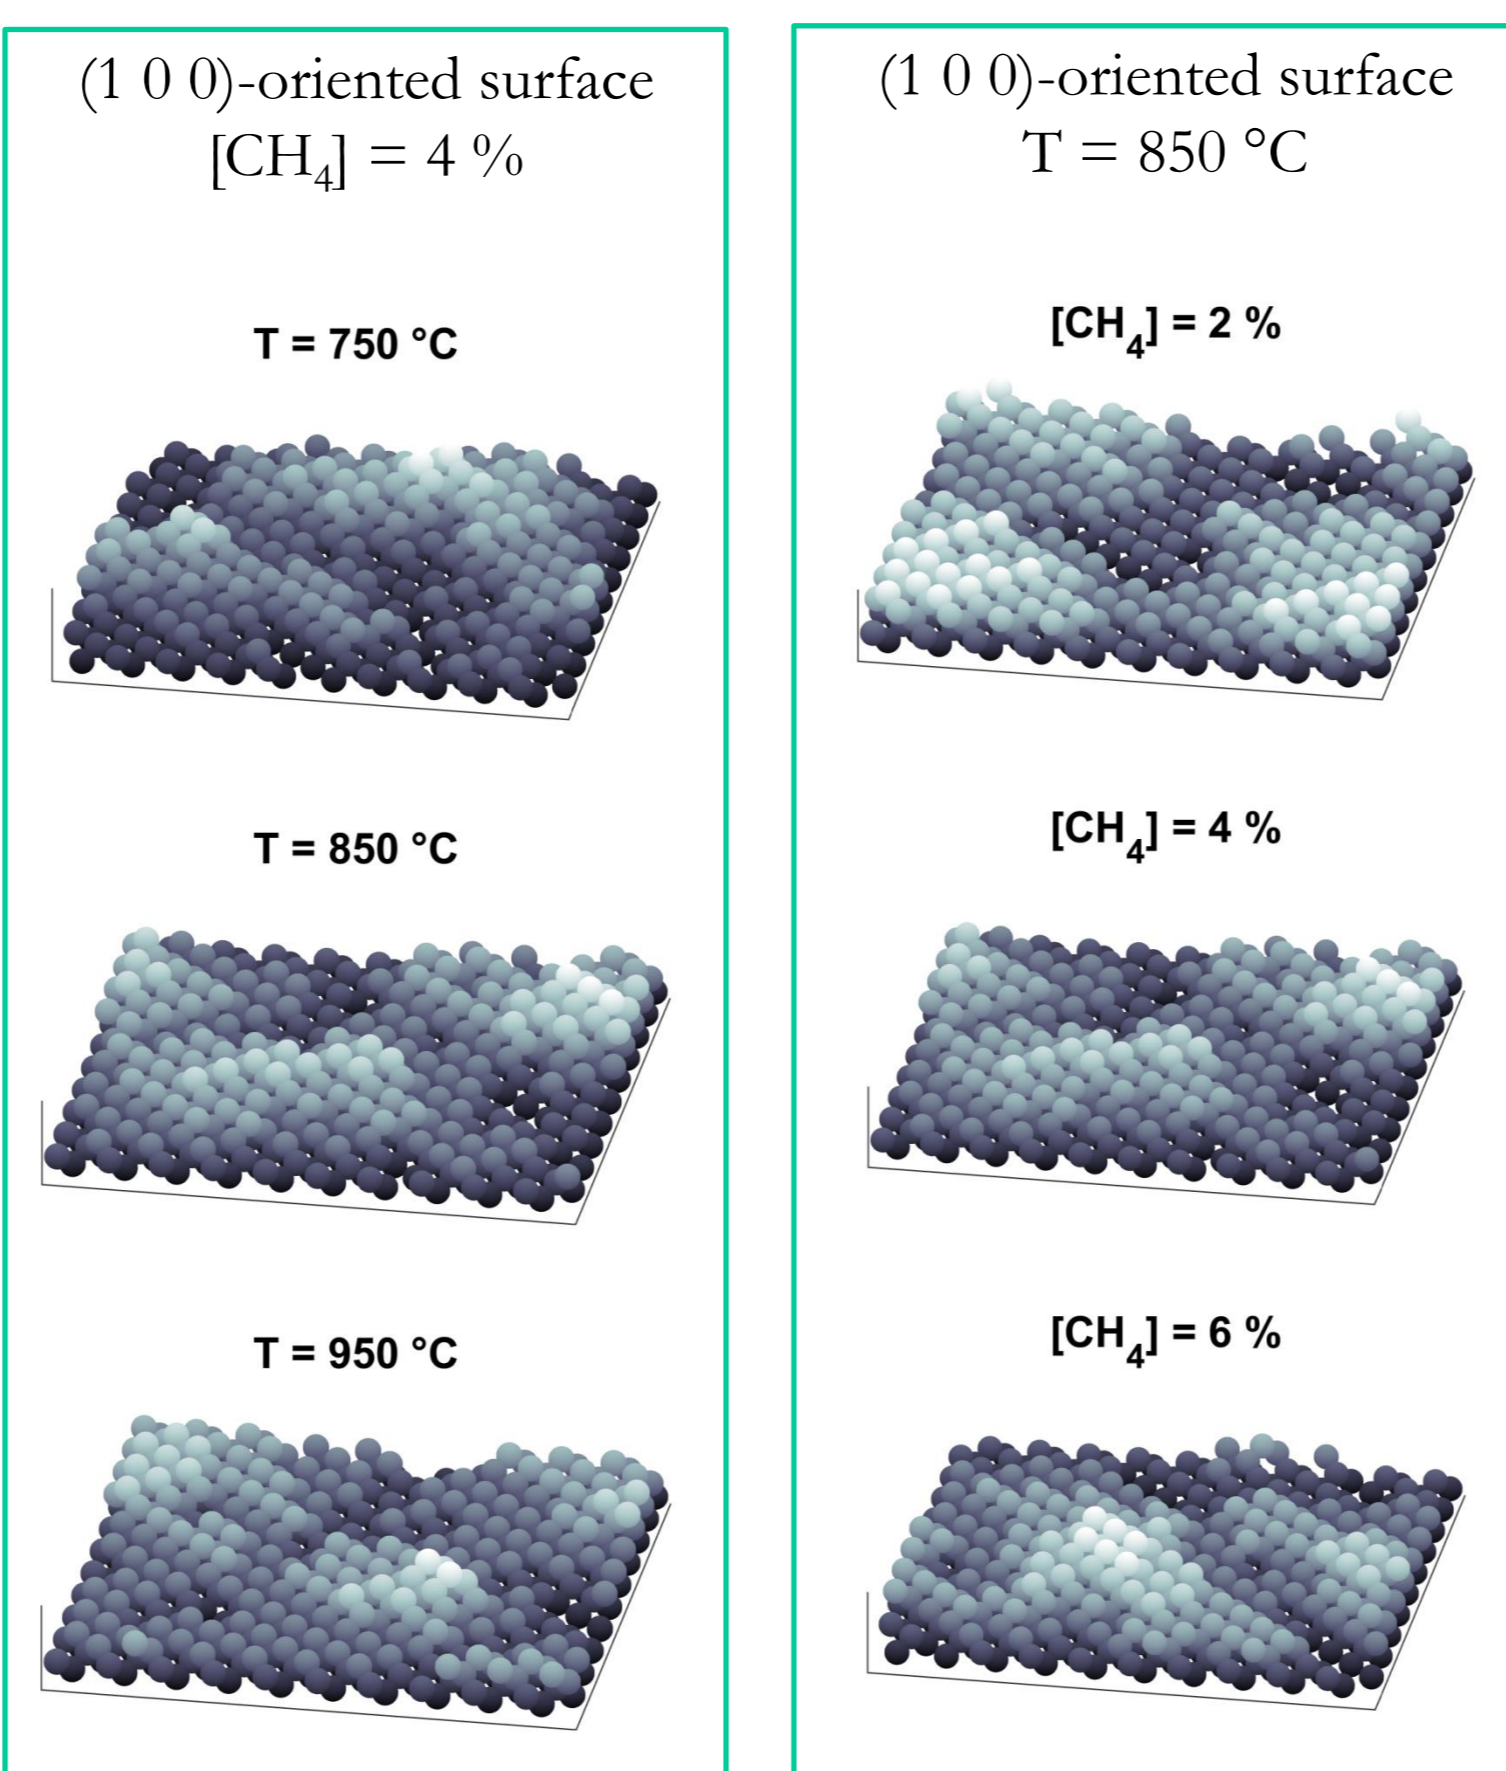 (1 0 0)-oriented surface
[CH₄] = 4 %
T = 750 °C
T = 850 °C
T = 950 °C
(1 0 0)-oriented surface
T = 850 °C
[CH₄] = 2 %
[CH₄] = 4 %
[CH₄] = 6 %